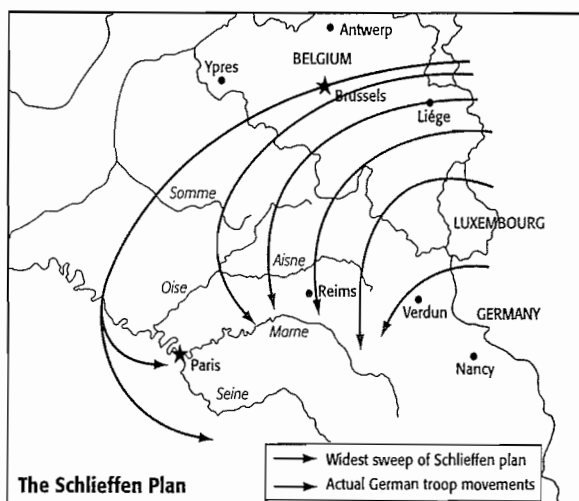 Antwerp
BELGIUM
Ypres
Brussels
Liége
Somme
LUXEMBOURG
Aisne
Oise
Reims
Verdun
GERMANY
Marne
Paris
Nancy
Seine
Widest sweep of Schlieffen plan
Actual German troop movements
The Schlieffen Plan